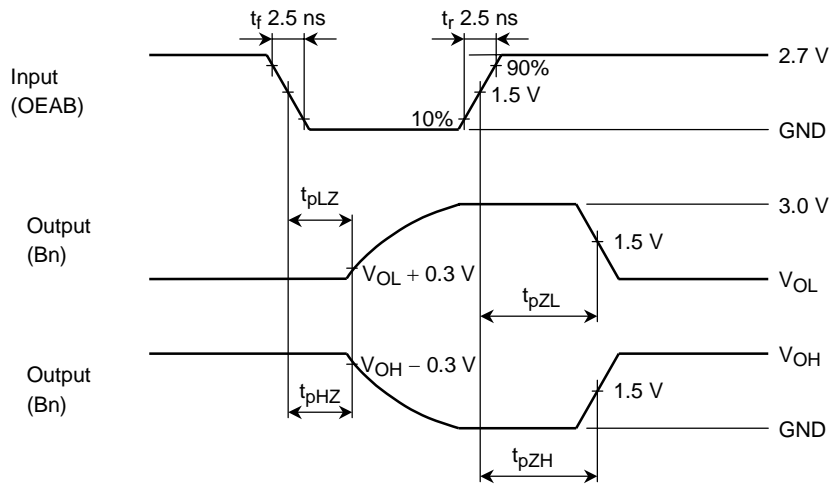 tf 2.5 ns
tr 2.5 ns
Input
(OEAB)
2.7 V
90%
1.5 V
10%
GND
Output
(Bn)
tpLZ
3.0 V
1.5 V
VOL + 0.3 V
tpZL
VOL
Output
(Bn)
VOH
VOH − 0.3 V
tpHZ
1.5 V
GND
tpZH